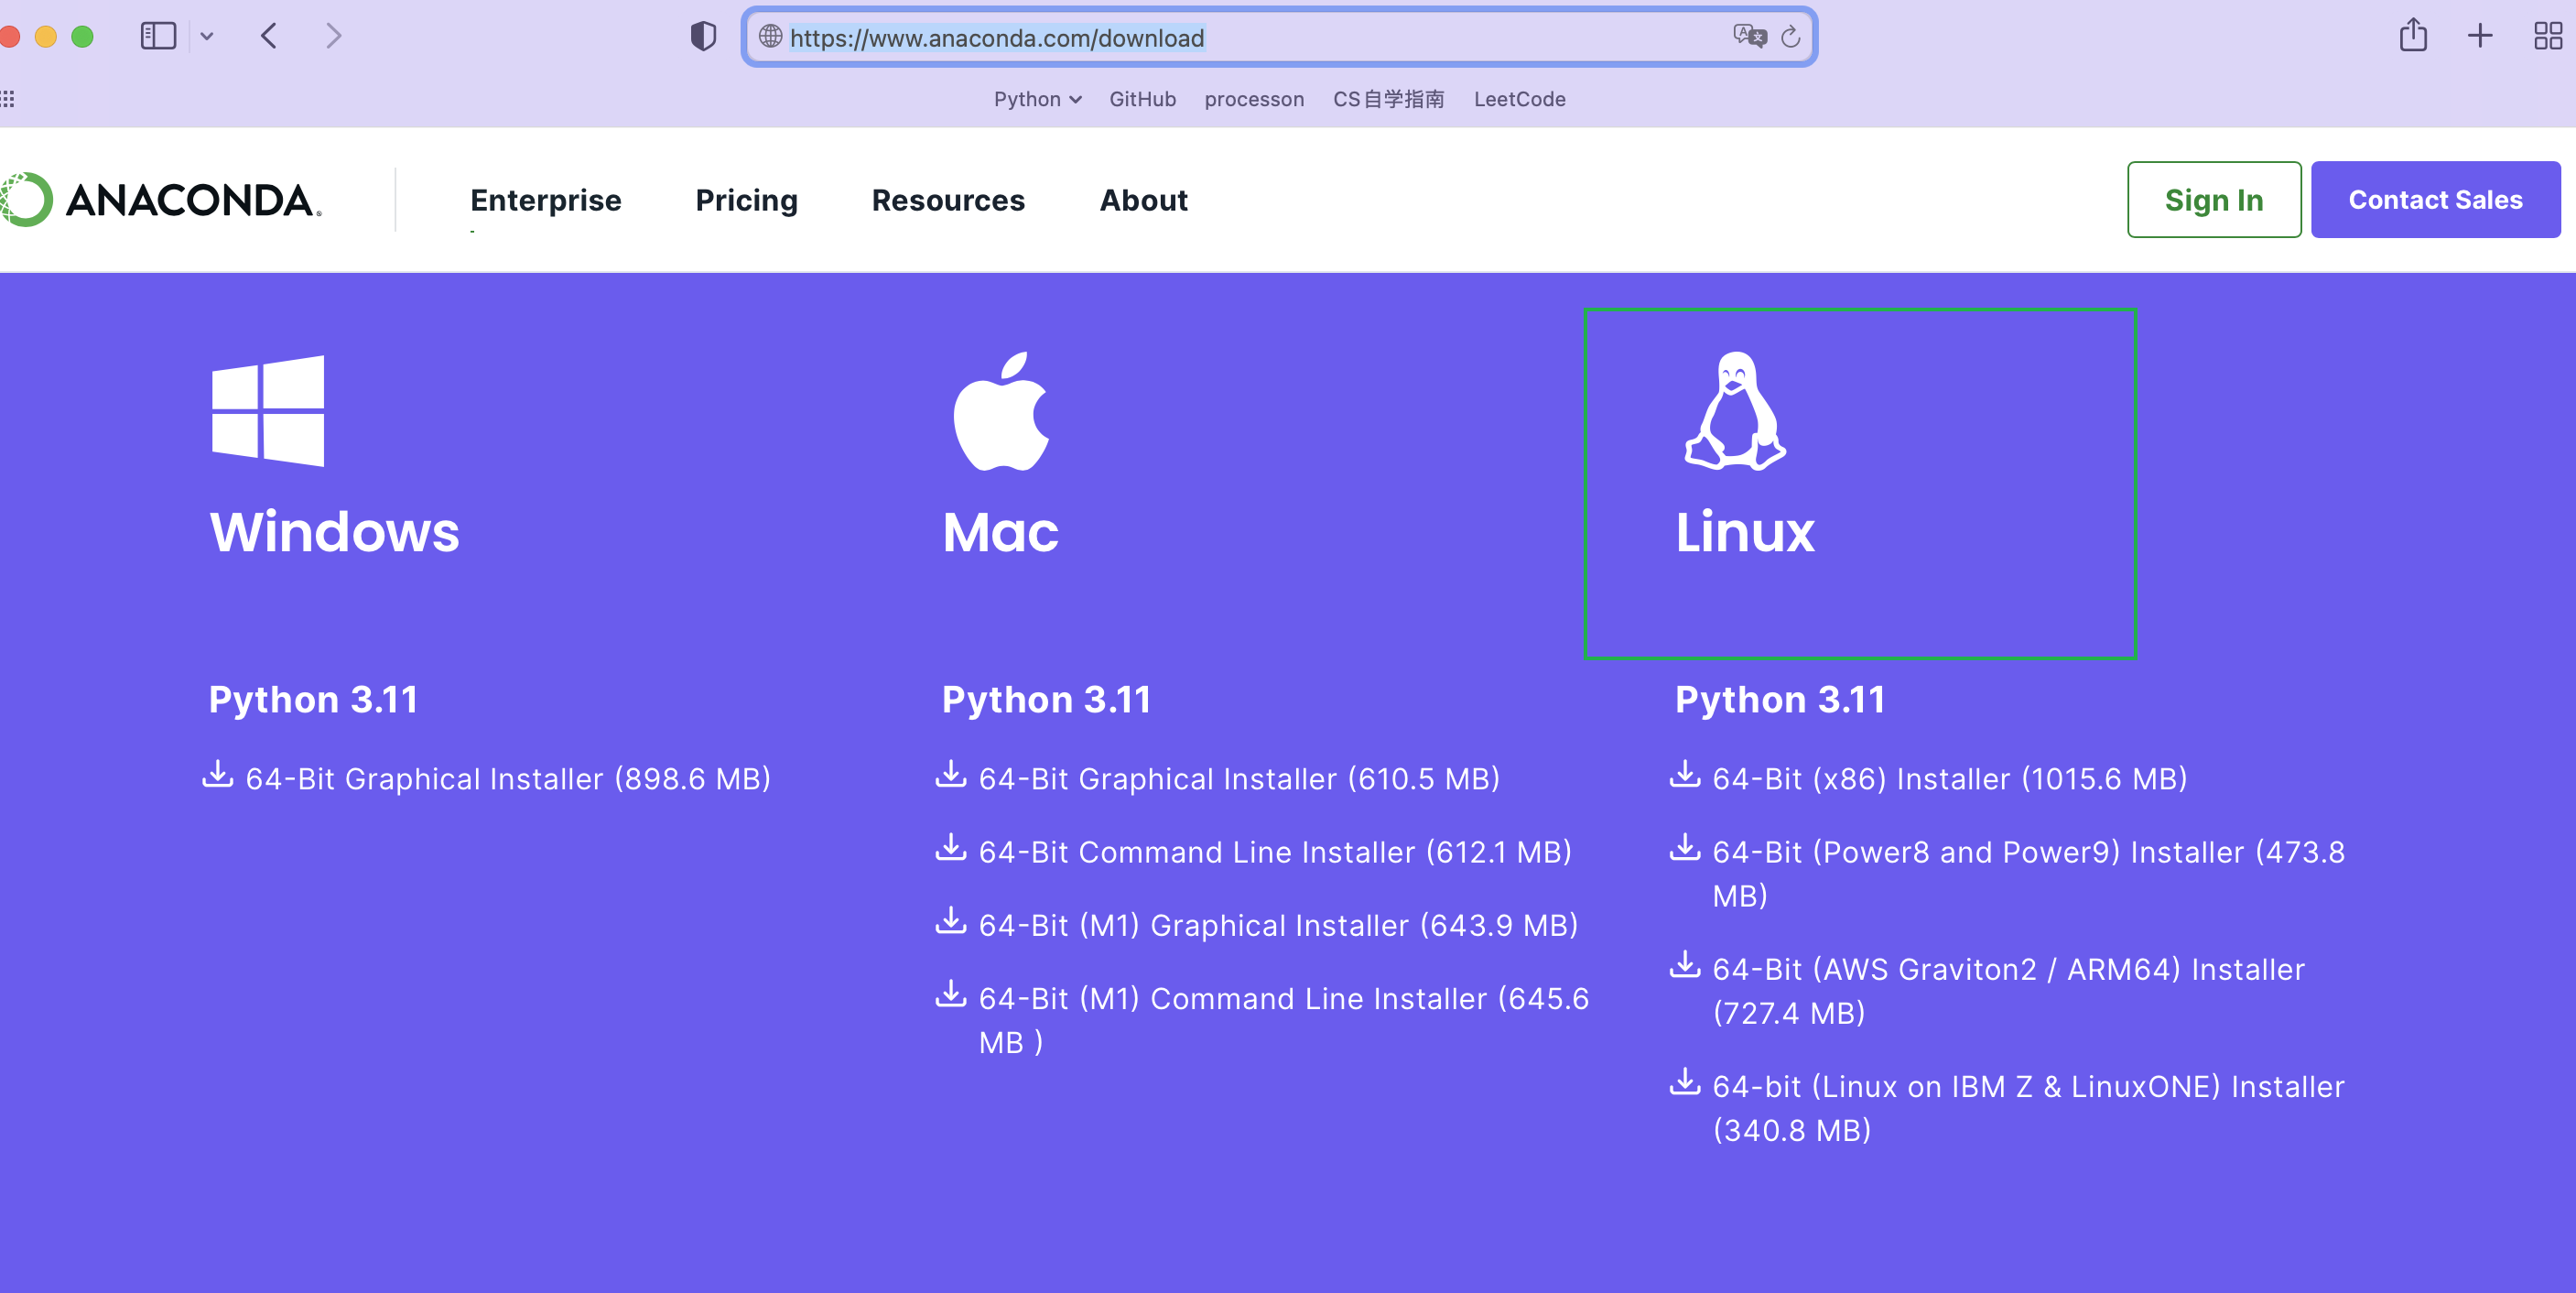 https://www.anaconda.com/download
Python
GitHub
processon
CS自学指南
LeetCode
ANACONDA.
Enterprise
Pricing
Resources
About
Sign In
Contact Sales
Windows
Python 3.11
64-Bit Graphical Installer (898.6 MB)
Mac
Python 3.11
64-Bit Graphical Installer (610.5 MB)
64-Bit Command Line Installer (612.1 MB)
64-Bit (M1) Graphical Installer (643.9 MB)
64-Bit (M1) Command Line Installer (645.6
MB )
Linux
Python 3.11
64-Bit (x86) Installer (1015.6 MB)
64-Bit (Power8 and Power9) Installer (473.8
MB)
64-Bit (AWS Graviton2 / ARM64) Installer
(727.4 MB)
64-bit (Linux on IBM Z & LinuxONE) Installer
(340.8 MB)